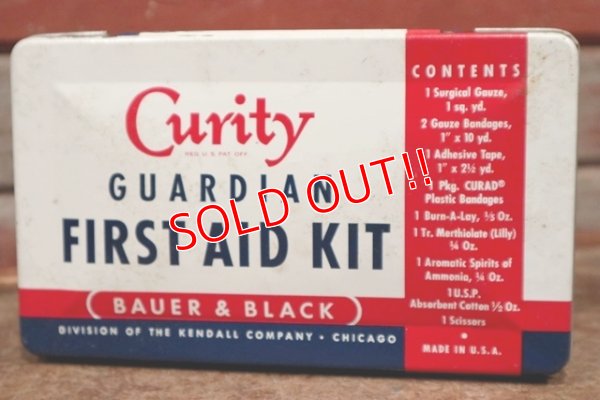 Curity
REG. U.S. PAT. OFF.
GUARDIAN
FIRST AID KIT
BAUER & BLACK
DIVISION OF THE KENDALL COMPANY • CHICAGO
SOLD OUT!!
CONTENTS
1 Surgical Gauze,
1 sq. yd.
2 Gauze Bandages,
1" x 10 yd.
1 Adhesive Tape,
1" x 2½ yd.
1 Pkg. CURAD®
Plastic Bandages
1 Burn-A-Lay, ⅜ Oz.
1 Tr. Merthiolate (Lilly)
¼ Oz.
1 Aromatic Spirits of
Ammonia, ¼ Oz.
1 U.S.P.
Absorbent Cotton ½ Oz.
1 Scissors
MADE IN U.S.A.